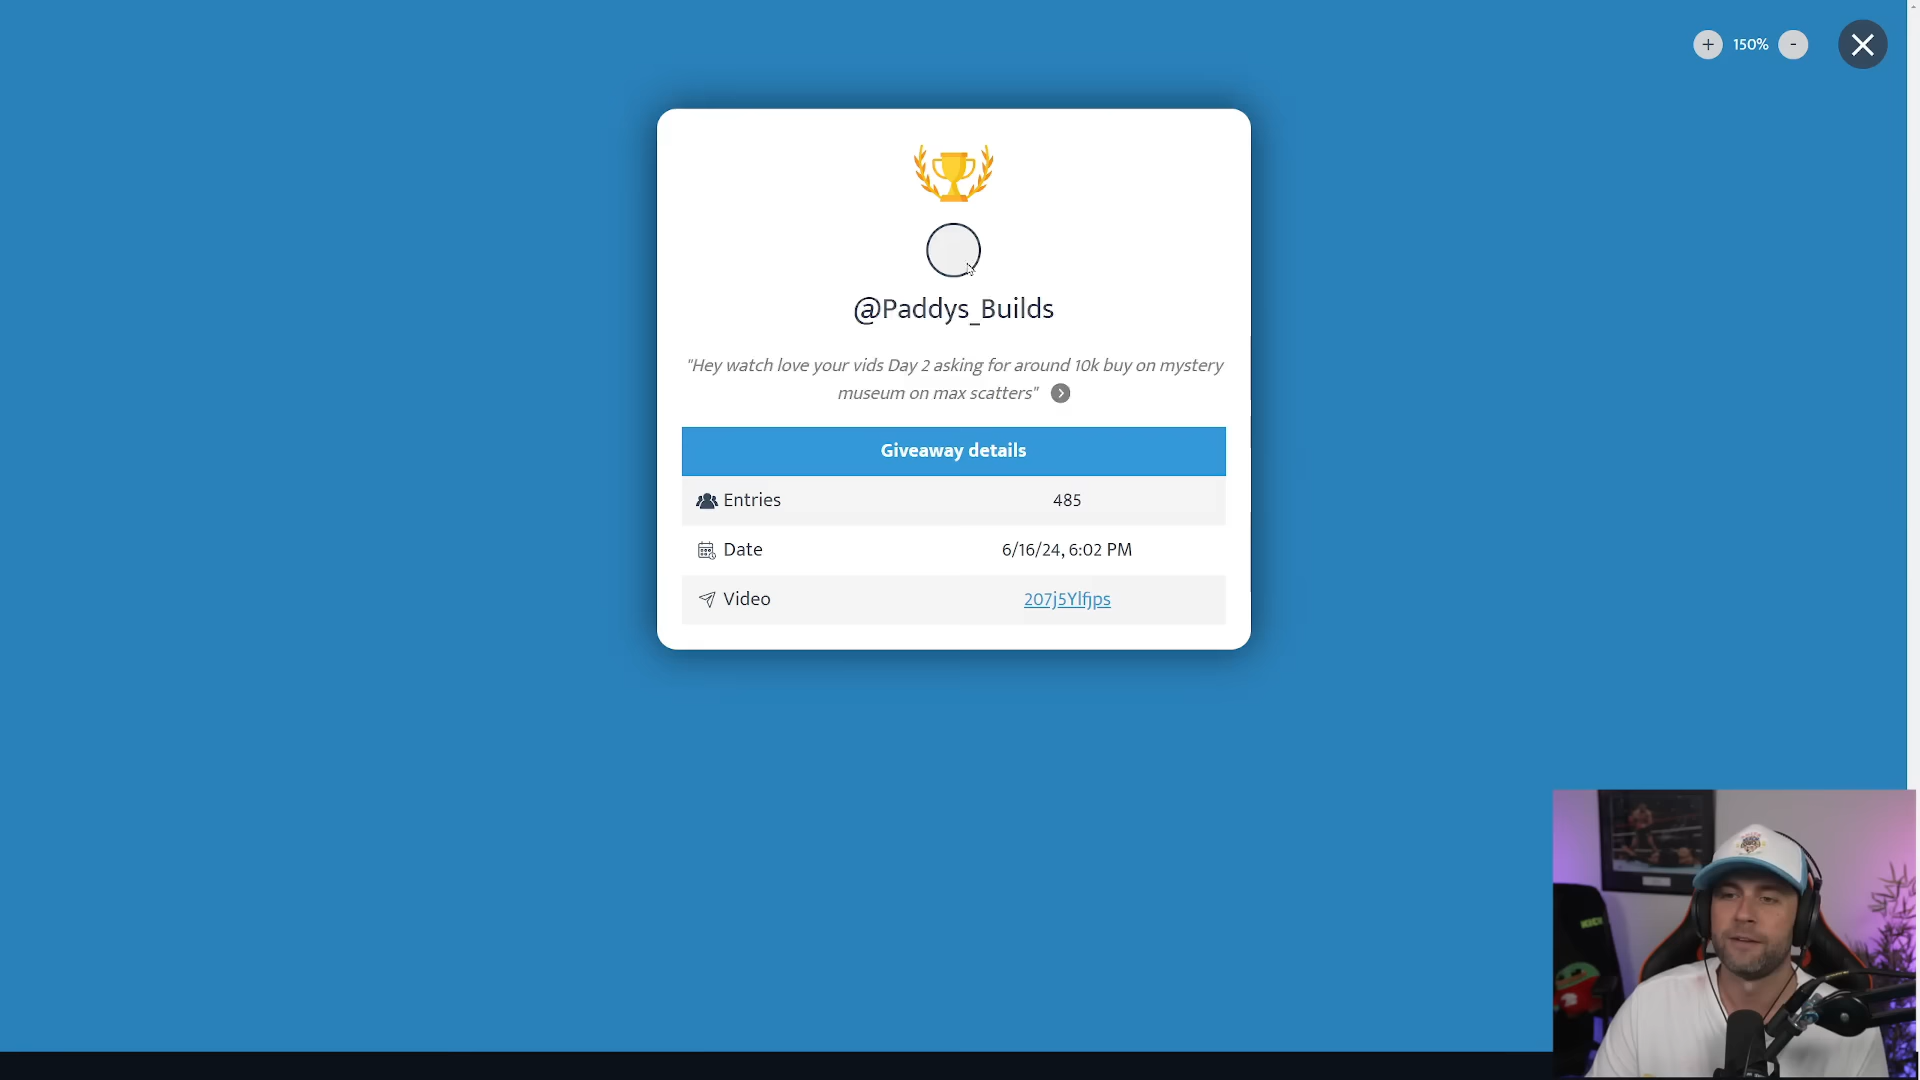 + 150% -
@Paddys_Builds
"Hey watch love your vids Day 2 asking for around 10k buy on mystery
museum on max scatters"
Giveaway details
Entries 485
Date 6/16/24, 6:02 PM
Video 207j5Ylfjps